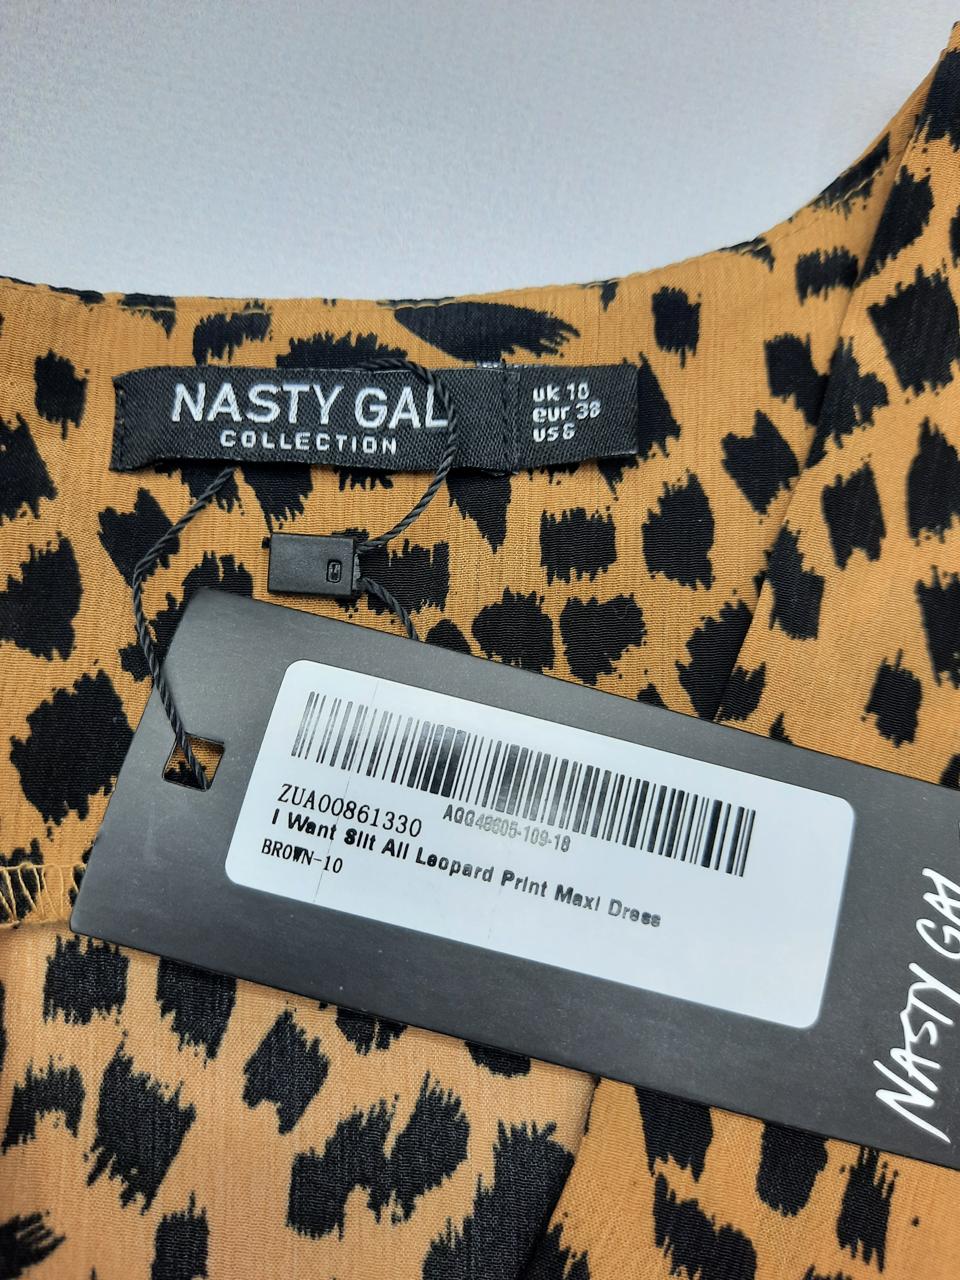 NASTY GAL
COLLECTION
uk 10
eur 38
us 6
ZUA00861330
AGG48605-109-18
I Want Slit All Leopard Print Maxi Dress
BROWN-10
NASTY GAL